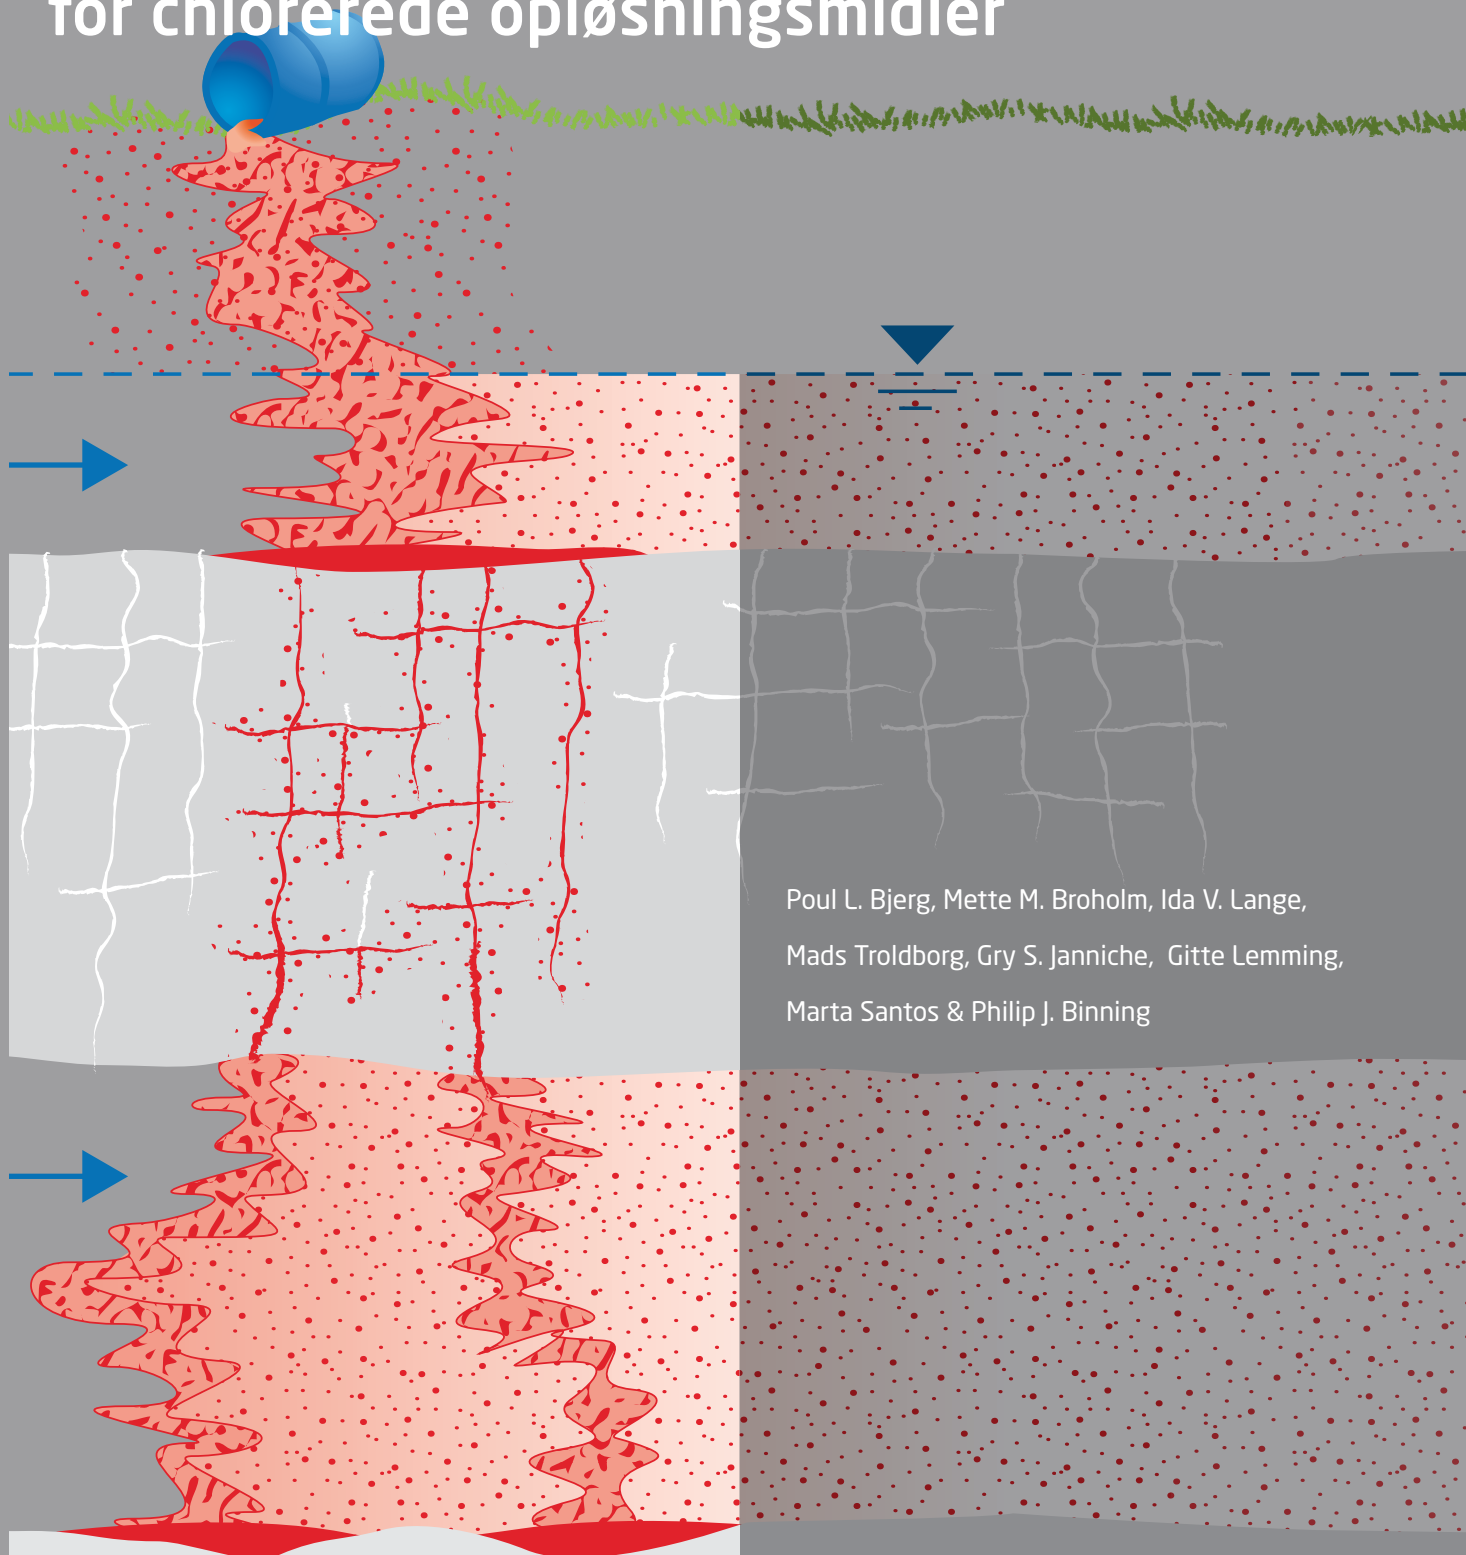 for chlorerede opløsningsmidler
Poul L. Bjerg, Mette M. Broholm, Ida V. Lange,
Mads Troldborg, Gry S. Janniche,  Gitte Lemming,
Marta Santos & Philip J. Binning